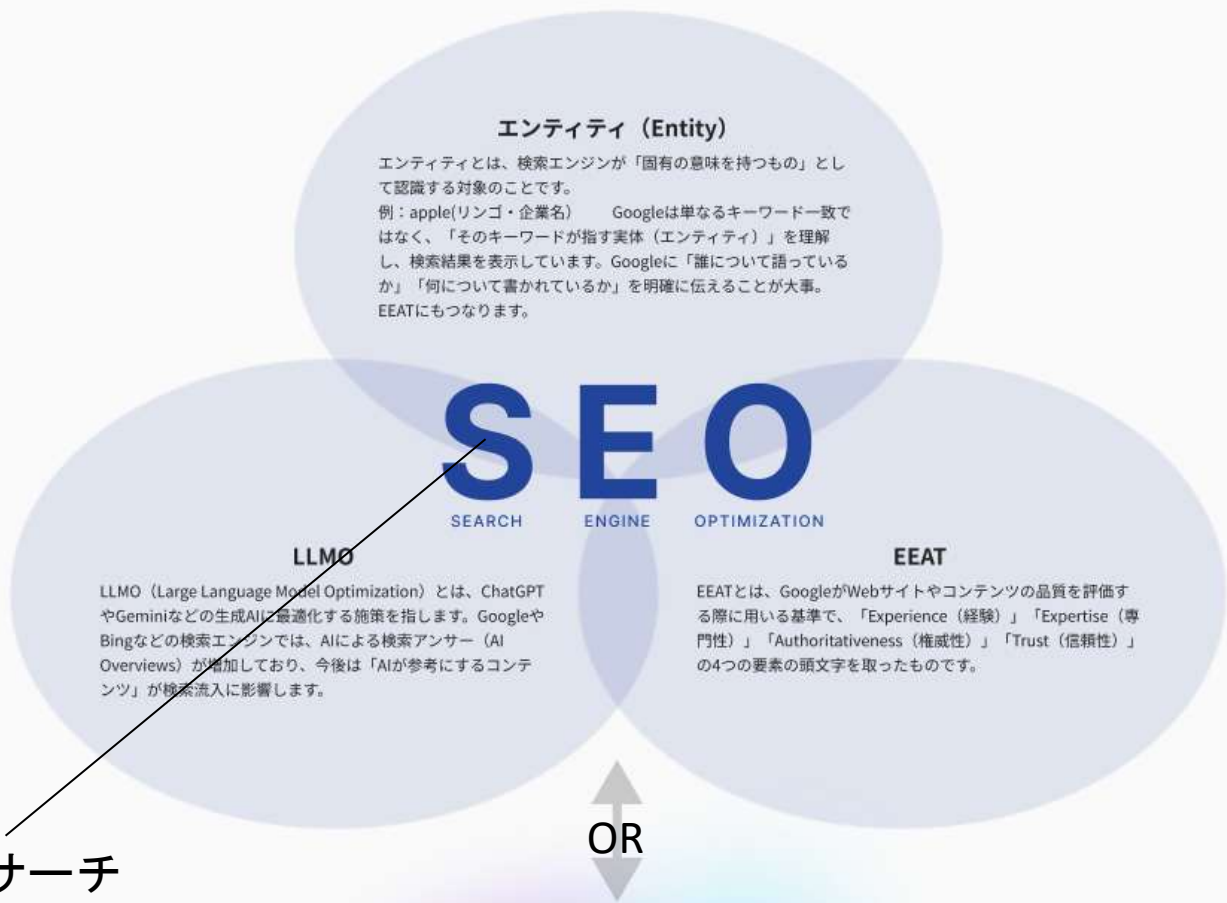 エンティティ（Entity）
エンティティとは、検索エンジンが「固有の意味を持つもの」とし
て認識する対象のことです。
例：apple(リンゴ・企業名）　　Googleは単なるキーワード一致で
はなく、「そのキーワードが指す実体（エンティティ）」を理解
し、検索結果を表示しています。Googleに「誰について語っている
か」「何について書かれているか」を明確に伝えることが大事。
EEATにもつながります。
SEO
SEARCH ENGINE OPTIMIZATION
LLMO
LLMO（Large Language Model Optimization）とは、ChatGPT
やGeminiなどの生成AIに最適化する施策を指します。Googleや
Bingなどの検索エンジンでは、AIによる検索アンサー（AI
Overviews）が増加しており、今後は「AIが参考にするコンテ
ンツ」が検索流入に影響します。
EEAT
EEATとは、GoogleがWebサイトやコンテンツの品質を評価す
る際に用いる基準で、「Experience（経験）」「Expertise（専
門性）」「Authoritativeness（権威性）」「Trust（信頼性）」
の4つの要素の頭文字を取ったものです。
OR
サーチ